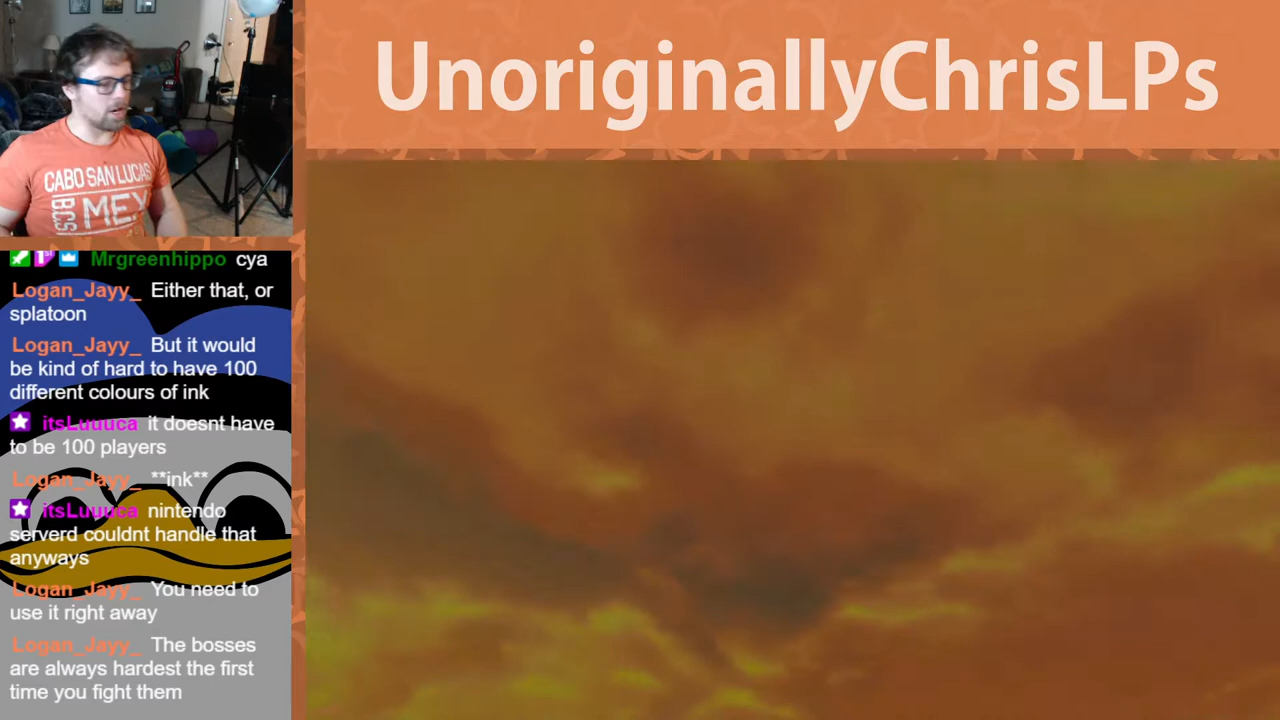 UnoriginallyChrisLPs
CABO SAN LUCAS
BCS
MEX
1st
Mrgreenhippo cya
Logan_Jayy_ Either that, or
splatoon
Logan_Jayy_ But it would
be kind of hard to have 100
different colours of ink
itsLuuuca it doesnt have
to be 100 players
Logan_Jayy_ **ink**
itsLuuuca nintendo
serverd couldnt handle that
anyways
Logan_Jayy_ You need to
use it right away
Logan_Jayy_ The bosses
are always hardest the first
time you fight them